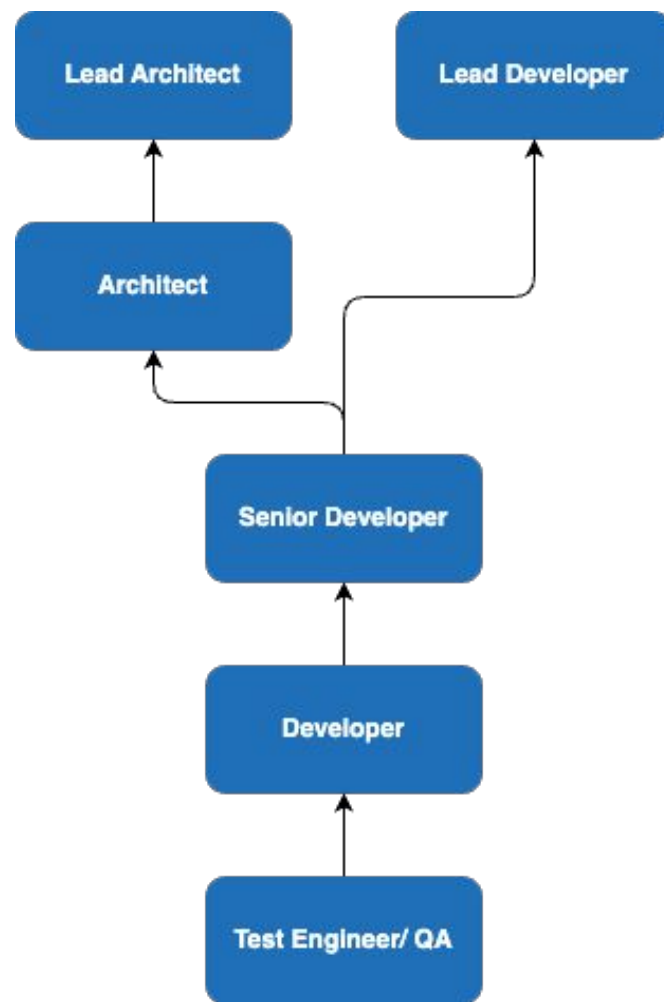 Lead Architect
Lead Developer
Architect
Senior Developer
Developer
Test Engineer/ QA